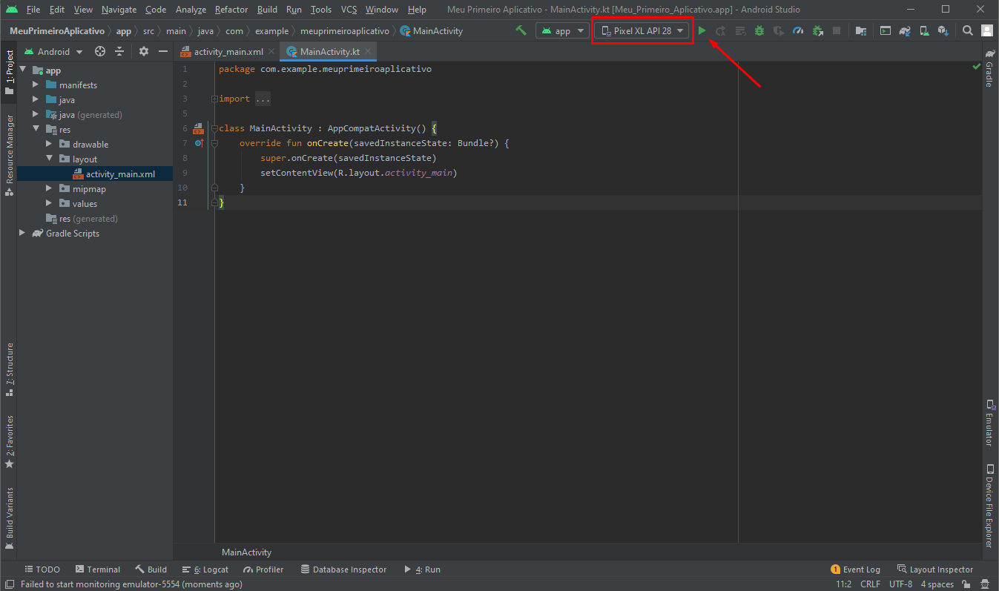 File Edit View Navigate Code Analyze Refactor Build Run Tools VCS Window Help Meu Primeiro Aplicativo - MainActivity.kt [Meu_Primeiro_Aplicativo.app] - Android Studio
MeuPrimeiroAplicativo app src main java com example meuprimeiroaplicativo MainActivity app Pixel XL API 28
Android activity_main.xml MainActivity.kt
1: Project
Resource Manager
7: Structure
2: Favorites
Build Variants
app
manifests
java
java (generated)
res
drawable
layout
activity_main.xml
mipmap
values
res (generated)
Gradle Scripts
1 package com.example.meuprimeiroaplicativo
2
3 import ...
5
6 class MainActivity : AppCompatActivity() {
7 override fun onCreate(savedInstanceState: Bundle?) {
8 super.onCreate(savedInstanceState)
9 setContentView(R.layout.activity_main)
10 }
11 }
Gradle
Emulator
Device File Explorer
MainActivity
TODO Terminal Build 6: Logcat Profiler Database Inspector 4: Run 1 Event Log Layout Inspector
Failed to start monitoring emulator-5554 (moments ago) 11:2 CRLF UTF-8 4 spaces